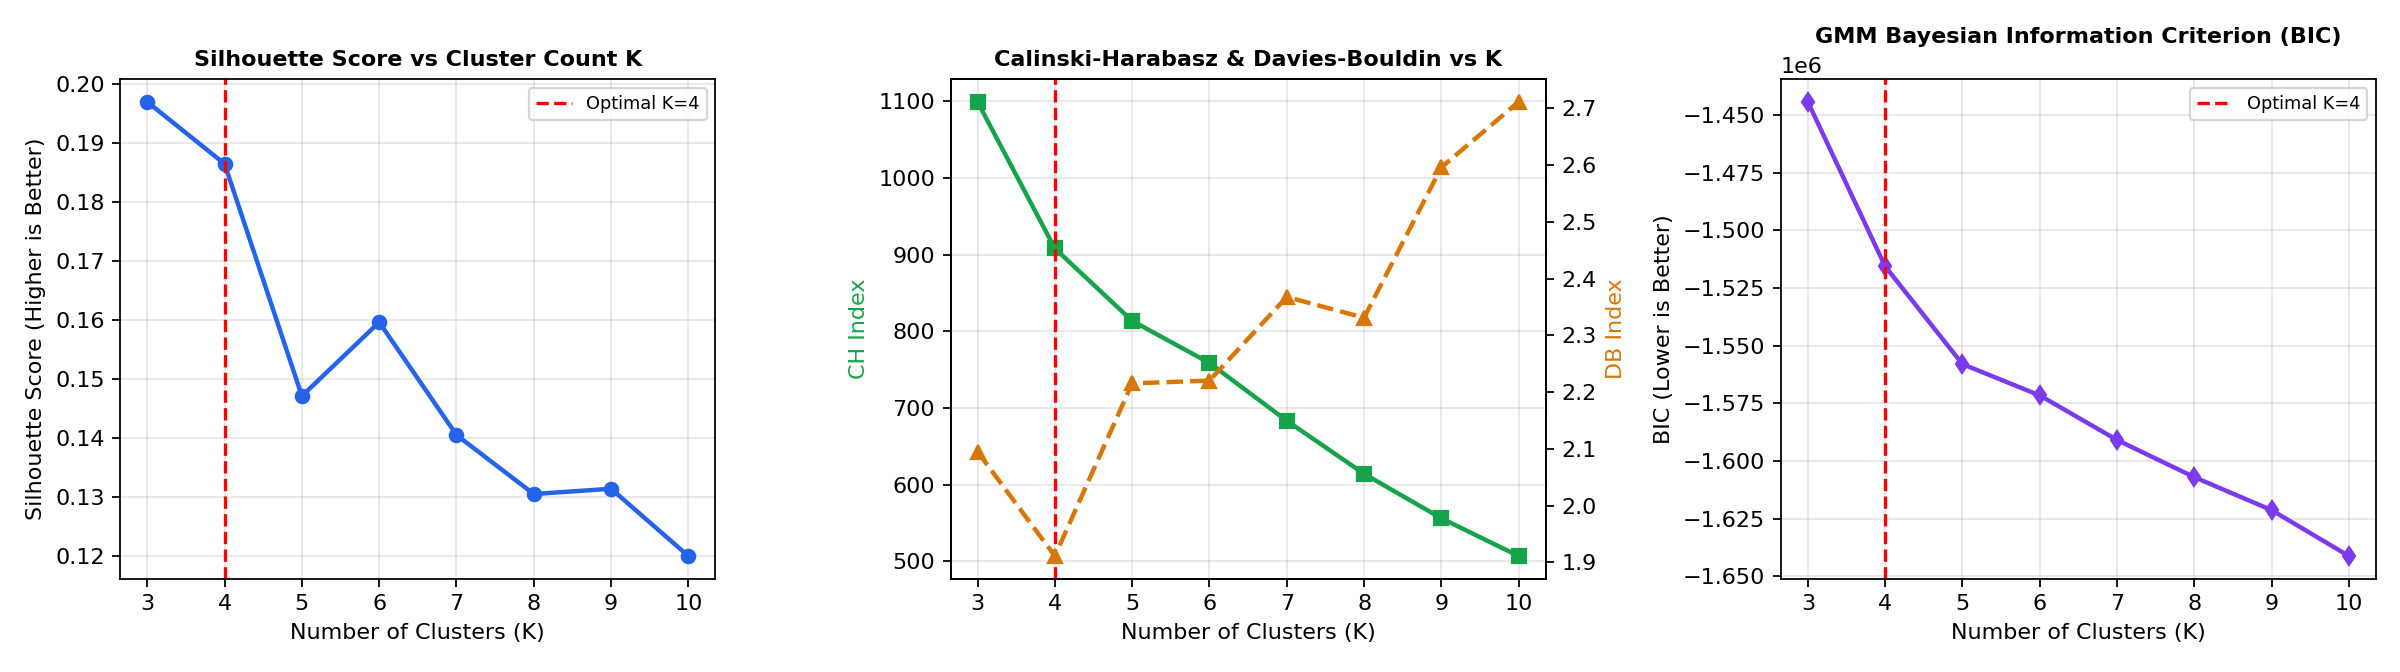 Silhouette Score vs Cluster Count K
Silhouette Score (Higher is Better)
0.20
0.19
0.18
0.17
0.16
0.15
0.14
0.13
0.12
Optimal K=4
3 4 5 6 7 8 9 10
Number of Clusters (K)
Calinski-Harabasz & Davies-Bouldin vs K
CH Index
1100
1000
900
800
700
600
500
2.7
2.6
2.5
2.4
2.3
2.2
2.1
2.0
1.9
DB Index
3 4 5 6 7 8 9 10
Number of Clusters (K)
GMM Bayesian Information Criterion (BIC)
1e6
BIC (Lower is Better)
−1.450
−1.475
−1.500
−1.525
−1.550
−1.575
−1.600
−1.625
−1.650
Optimal K=4
3 4 5 6 7 8 9 10
Number of Clusters (K)